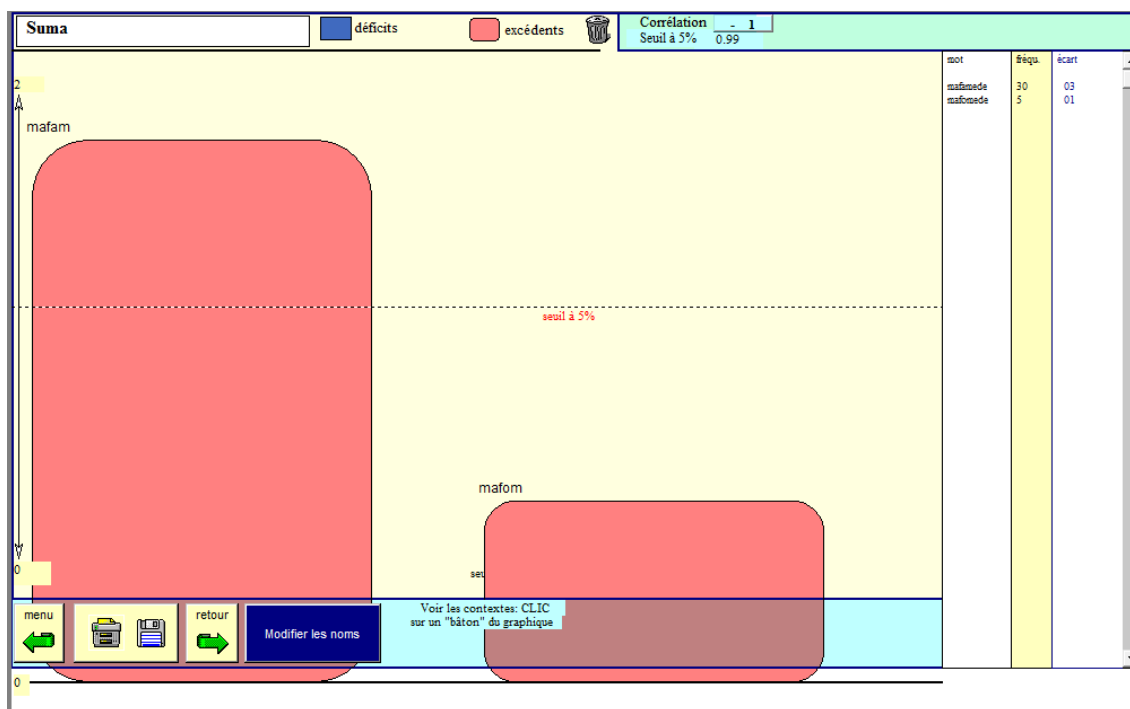 Suma
déficits
excédents
Corrélation - 1
Seuil à 5% 0.99
mot fréqu. écart
mafamede 30 03
mafomede 5 01
2
mafam
seuil à 5%
mafom
0
seu
menu
retour
Modifier les noms
Voir les contextes: CLIC
sur un "bâton" du graphique
0